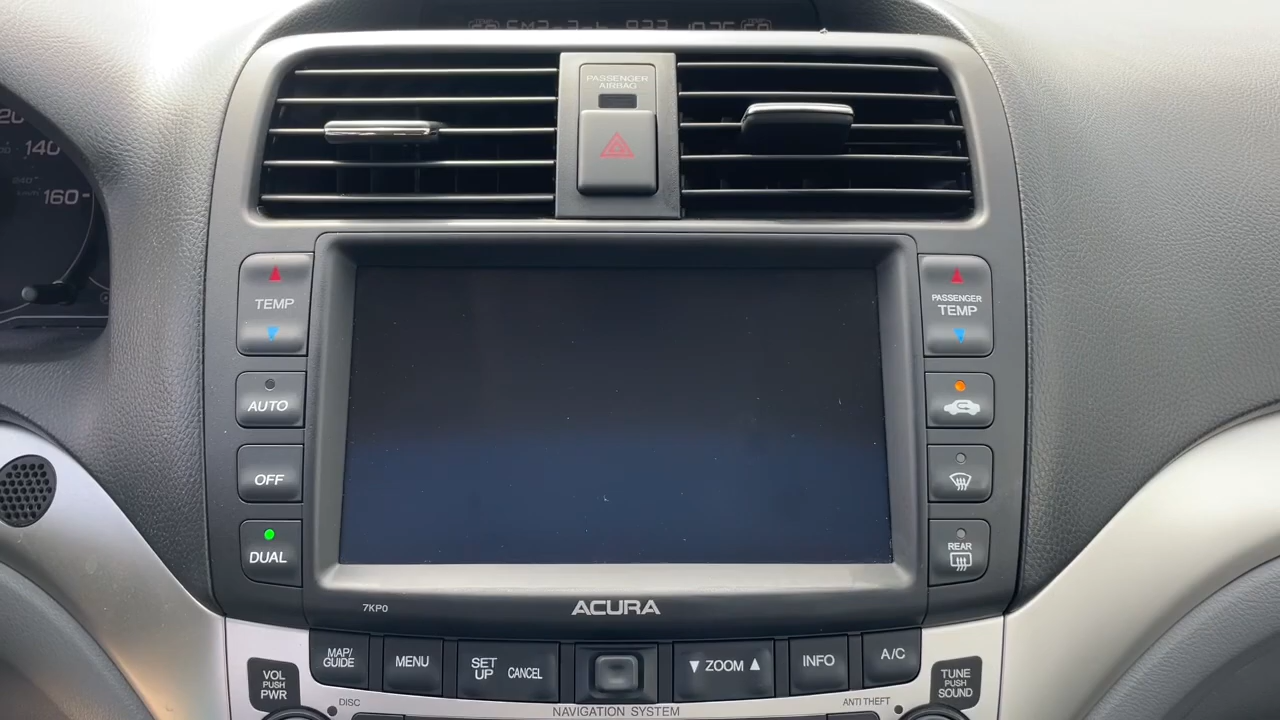 PASSENGER
AIRBAG
140
160
TEMP
PASSENGER
TEMP
AUTO
OFF
DUAL
REAR
7KP0
ACURA
MAP/
GUIDE
MENU
SET
UP
CANCEL
ZOOM
INFO
A/C
VOL
PUSH
PWR
DISC
NAVIGATION SYSTEM
ANTI THEFT
TUNE
PUSH
SOUND